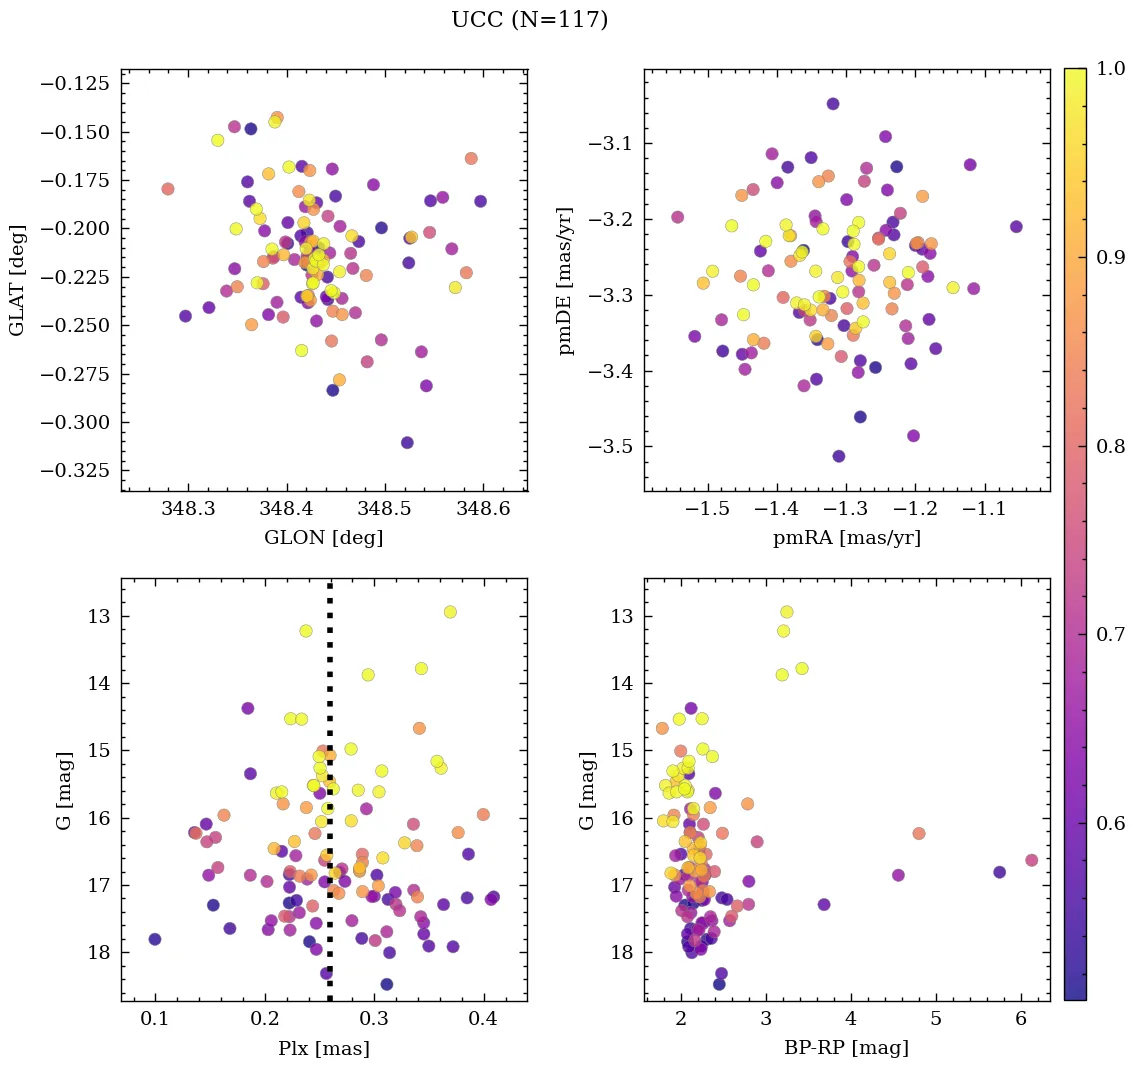 UCC (N=117)
−0.125
−0.150
−0.175
−0.200
−0.225
−0.250
−0.275
−0.300
−0.325
GLAT [deg]
348.3 348.4 348.5 348.6
GLON [deg]
−3.1
−3.2
−3.3
−3.4
−3.5
pmDE [mas/yr]
−1.5 −1.4 −1.3 −1.2 −1.1
pmRA [mas/yr]
13
14
15
16
17
18
G [mag]
0.1 0.2 0.3 0.4
Plx [mas]
13
14
15
16
17
18
G [mag]
2 3 4 5 6
BP-RP [mag]
1.0
0.9
0.8
0.7
0.6